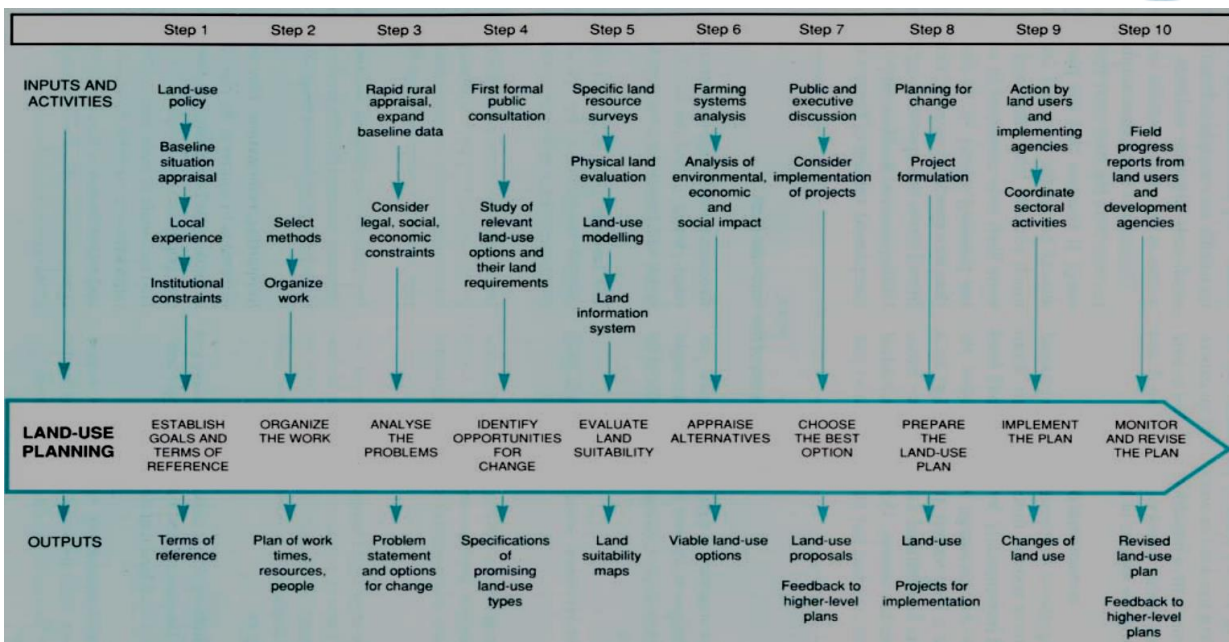 Step 1 Step 2 Step 3 Step 4 Step 5 Step 6 Step 7 Step 8 Step 9 Step 10
INPUTS AND
ACTIVITIES
Land-use
policy
Baseline
situation
appraisal
Local
experience
Institutional
constraints
Select
methods
Organize
work
Rapid rural
appraisal,
expand
baseline data
Consider
legal, social,
economic
constraints
First formal
public
consultation
Study of
relevant
land-use
options and
their land
requirements
Specific land
resource
surveys
Physical land
evaluation
Land-use
modelling
Land
information
system
Farming
systems
analysis
Analysis of
environmental,
economic
and
social impact
Public and
executive
discussion
Consider
implementation
of projects
Planning for
change
Project
formulation
Action by
land users
and
implementing
agencies
Coordinate
sectoral
activities
Field
progress
reports from
land users
and
development
agencies
LAND-USE
PLANNING
ESTABLISH
GOALS AND
TERMS OF
REFERENCE
ORGANIZE
THE WORK
ANALYSE
THE
PROBLEMS
IDENTIFY
OPPORTUNITIES
FOR
CHANGE
EVALUATE
LAND
SUITABILITY
APPRAISE
ALTERNATIVES
CHOOSE
THE BEST
OPTION
PREPARE
THE
LAND-USE
PLAN
IMPLEMENT
THE PLAN
MONITOR
AND REVISE
THE PLAN
OUTPUTS
Terms of
reference
Plan of work
times,
resources,
people
Problem
statement
and options
for change
Specifications
of
promising
land-use
types
Land
suitability
maps
Viable land-use
options
Land-use
proposals
Feedback to
higher-level
plans
Land-use
Projects for
implementation
Changes of
land use
Revised
land-use
plan
Feedback to
higher-level
plans